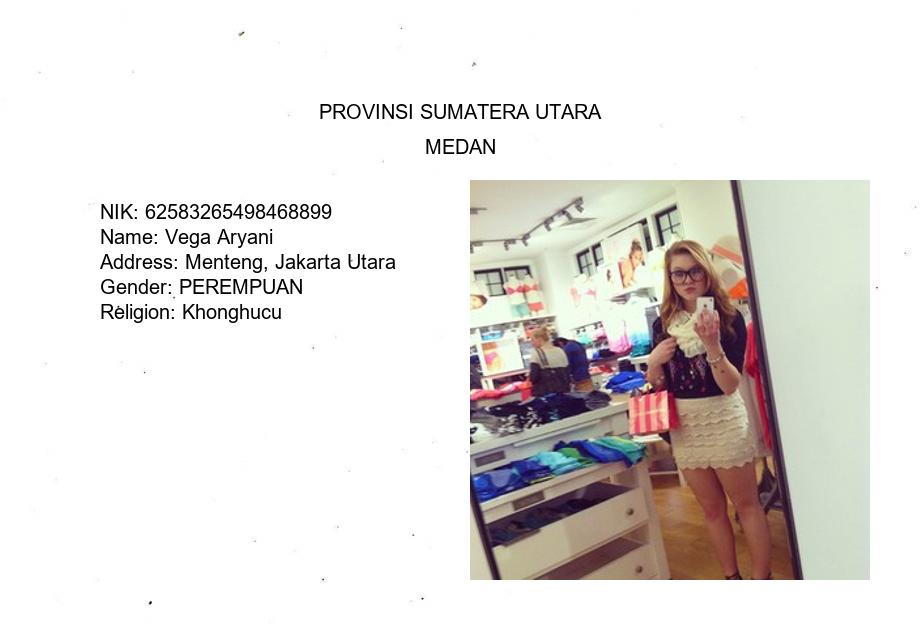 PROVINSI SUMATERA UTARA
MEDAN
NIK: 62583265498468899
Name: Vega Aryani
Address: Menteng, Jakarta Utara
Gender: PEREMPUAN
Religion: Khonghucu